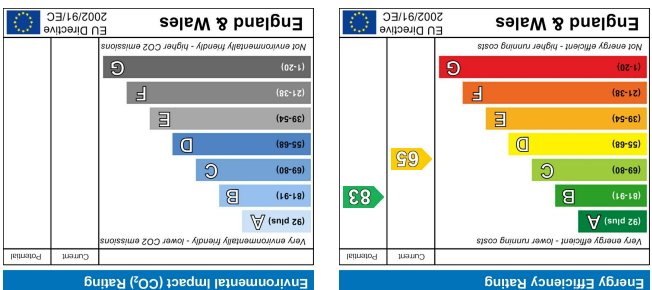 Energy Efficiency Rating
Current Potential
Very energy efficient - lower running costs
(92 plus) A
(81-91) B
(69-80) C
(55-68) D
(39-54) E
(21-38) F
(1-20) G
65
83
Not energy efficient - higher running costs
England & Wales
EU Directive
2002/91/EC
Environmental Impact (CO₂) Rating
Current Potential
Very environmentally friendly - lower CO2 emissions
(92 plus) A
(81-91) B
(69-80) C
(55-68) D
(39-54) E
(21-38) F
(1-20) G
Not environmentally friendly - higher CO2 emissions
England & Wales
EU Directive
2002/91/EC